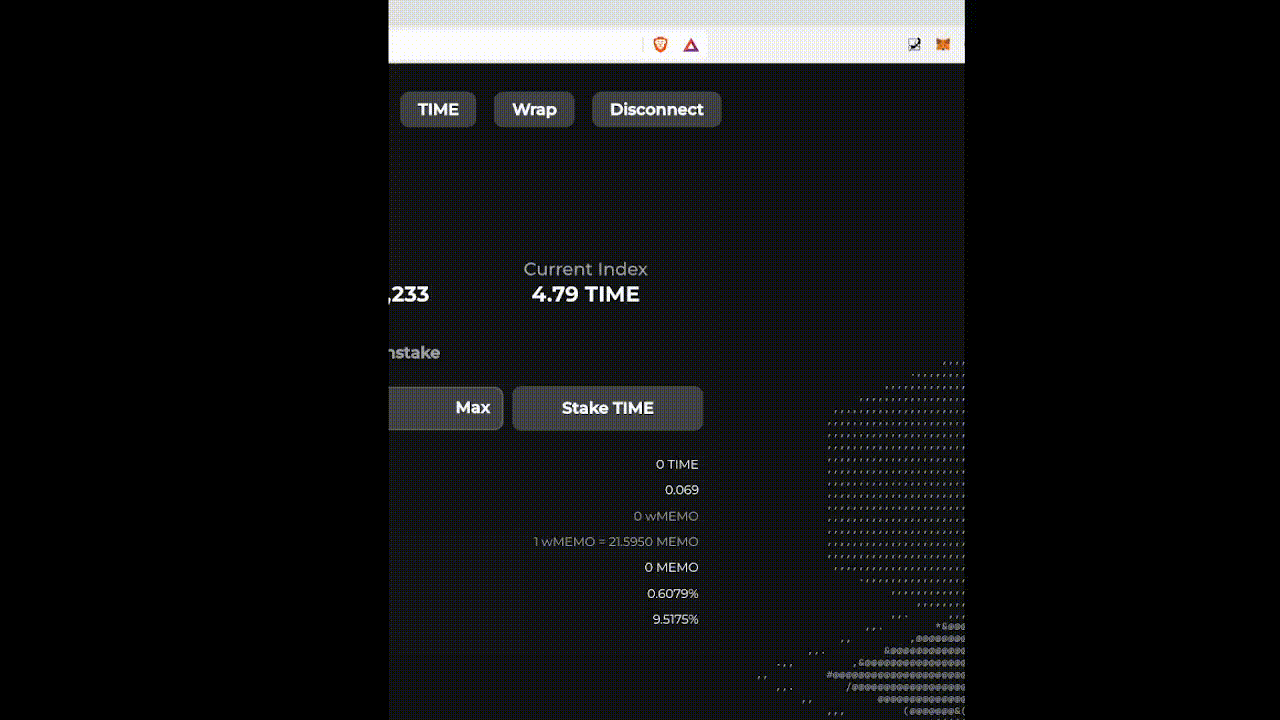 TIME Wrap Disconnect
Current Index
,233 4.79 TIME
nstake
Max Stake TIME
0 TIME
0.069
0 wMEMO
1 wMEMO = 21.5950 MEMO
0 MEMO
0.6079%
9.5175%